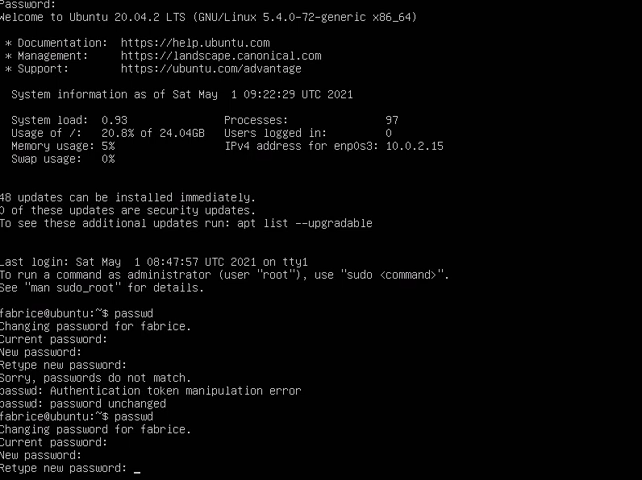 Password:
Welcome to Ubuntu 20.04.2 LTS (GNU/Linux 5.4.0-72-generic x86_64)
* Documentation:  https://help.ubuntu.com
* Management:     https://landscape.canonical.com
* Support:        https://ubuntu.com/advantage
System information as of Sat May  1 09:22:29 UTC 2021
System load:  0.93               Processes:               97
Usage of /:   20.8% of 24.04GB   Users logged in:         0
Memory usage: 5%                 IPv4 address for enp0s3: 10.0.2.15
Swap usage:   0%
48 updates can be installed immediately.
0 of these updates are security updates.
To see these additional updates run: apt list --upgradable
Last login: Sat May  1 08:47:57 UTC 2021 on tty1
To run a command as administrator (user "root"), use "sudo <command>".
See "man sudo_root" for details.
fabrice@ubuntu:~$ passwd
Changing password for fabrice.
Current password:
New password:
Retype new password:
Sorry, passwords do not match.
passwd: Authentication token manipulation error
passwd: password unchanged
fabrice@ubuntu:~$ passwd
Changing password for fabrice.
Current password:
New password:
Retype new password: _